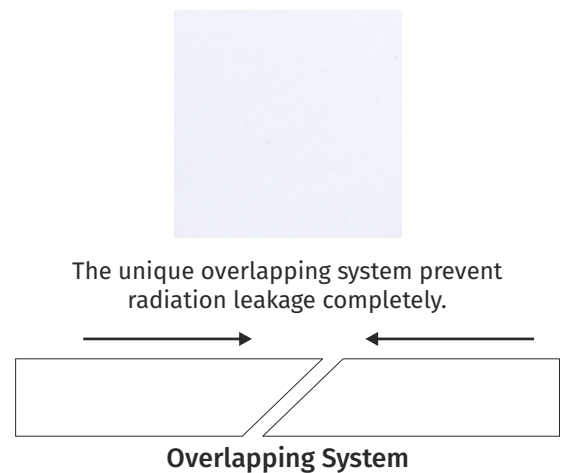 The unique overlapping system prevent
radiation leakage completely.
Overlapping System